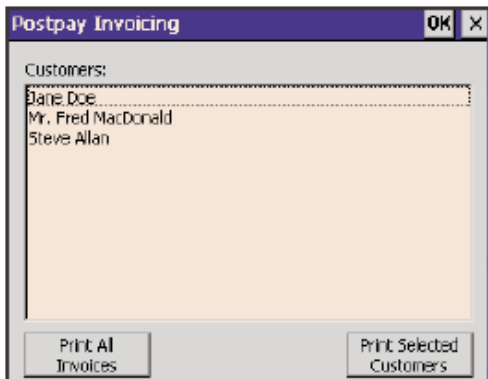 Postpay Invoicing OK ×
Customers:
Jane Doe
Mr. Fred MacDonald
Steve Allan
Print All
Invoices
Print Selected
Customers